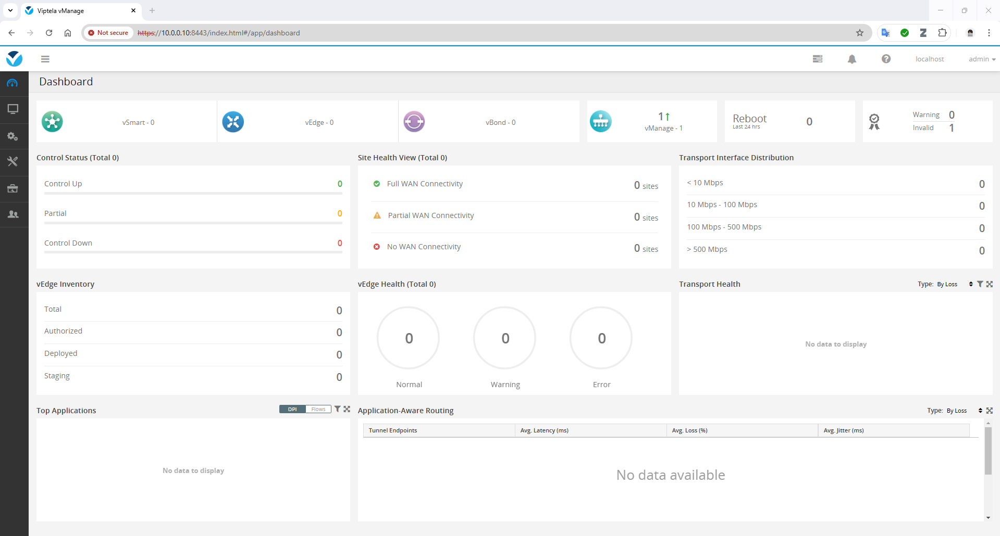 Viptela vManage
Not secure
https://10.0.0.10:8443/index.html#/app/dashboard
localhost
admin
Dashboard
vSmart - 0
vEdge - 0
vBond - 0
1
vManage - 1
Reboot
Last 24 hrs
0
Warning 0
Invalid 1
Control Status (Total 0)
Control Up 0
Partial 0
Control Down 0
Site Health View (Total 0)
Full WAN Connectivity 0 sites
Partial WAN Connectivity 0 sites
No WAN Connectivity 0 sites
Transport Interface Distribution
< 10 Mbps 0
10 Mbps - 100 Mbps 0
100 Mbps - 500 Mbps 0
> 500 Mbps 0
vEdge Inventory
Total 0
Authorized 0
Deployed 0
Staging 0
vEdge Health (Total 0)
0 0 0
Normal Warning Error
Transport Health
Type: By Loss
No data to display
Top Applications
DPI Flows
No data to display
Application-Aware Routing
Type: By Loss
Tunnel Endpoints Avg. Latency (ms) Avg. Loss (%) Avg. Jitter (ms)
No data available